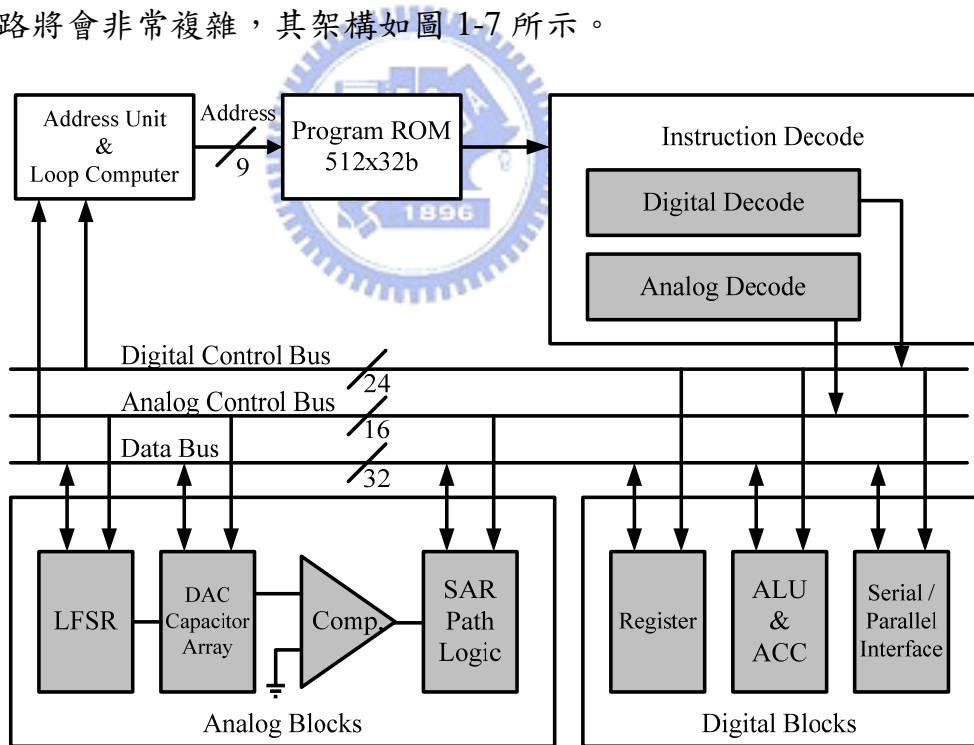 路將會非常複雜，其架構如圖 1-7 所示。
Address Unit
&
Loop Computer
Address
9
Program ROM
512x32b
Instruction Decode
Digital Decode
Analog Decode
1896
Digital Control Bus
24
Analog Control Bus
16
Data Bus
32
LFSR
DAC
Capacitor
Array
Comp.
SAR
Path
Logic
Register
ALU
&
ACC
Serial /
Parallel
Interface
Analog Blocks
Digital Blocks